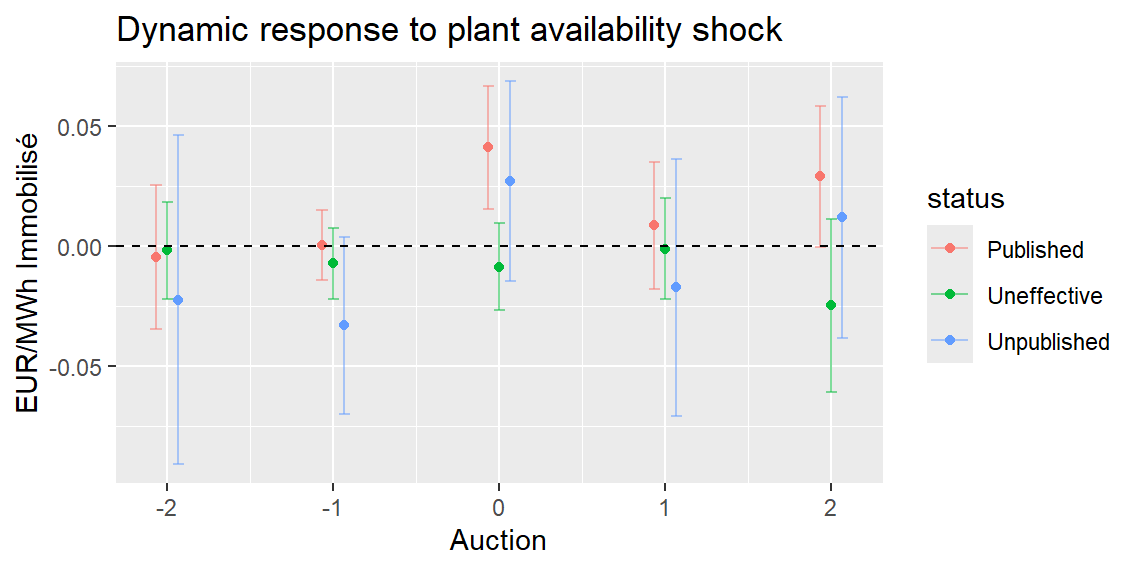 Dynamic response to plant availability shock
EUR/MWh Immobilisé
0.05
0.00
-0.05
-2
-1
0
1
2
Auction
status
Published
Uneffective
Unpublished